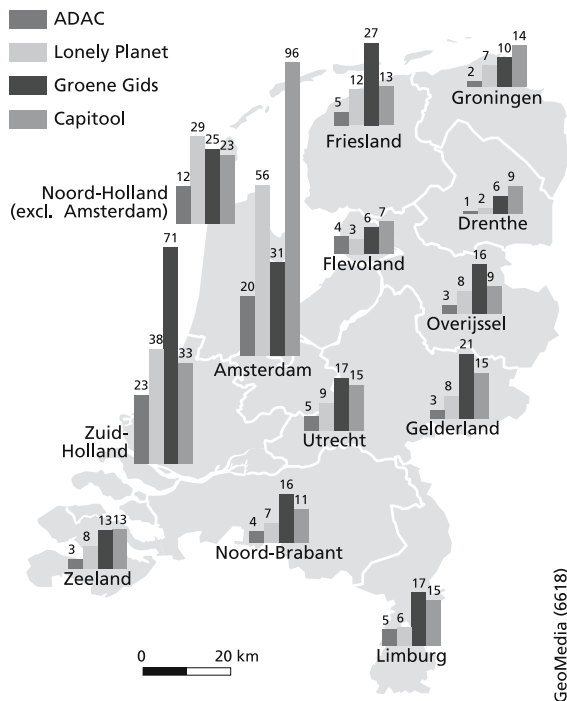 ADAC
Lonely Planet
Groene Gids
Capitool
96
12 29 25 23
Noord-Holland
(excl. Amsterdam)
5 12 27 13
Friesland
2 7 10 14
Groningen
1 2 6 9
Drenthe
4 3 6 7
Flevoland
20 56 31
Amsterdam
3 8 16 9
Overijssel
23 38 71 33
Zuid-
Holland
5 9 17 15
Utrecht
3 8 21 15
Gelderland
3 8 13 13
Zeeland
4 7 16 11
Noord-Brabant
5 6 17 15
Limburg
0 20 km
GeoMedia (6618)